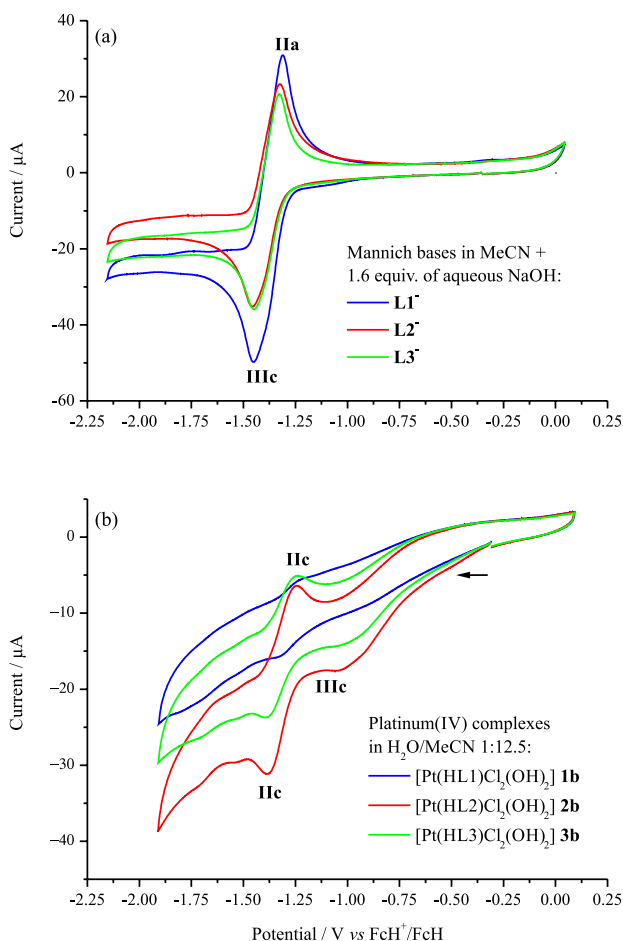 (a)
IIa
40
20
0
-20
-40
-60
Current / µA
Mannich bases in MeCN +
1.6 equiv. of aqueous NaOH:
L1⁻
L2⁻
L3⁻
IIIc
-2.25 -2.00 -1.75 -1.50 -1.25 -1.00 -0.75 -0.50 -0.25 0.00 0.25
(b)
IIc
0
-10
-20
-30
-40
Current / µA
IIIc
Platinum(IV) complexes
in H₂O/MeCN 1:12.5:
[Pt(HL1)Cl₂(OH)₂] 1b
[Pt(HL2)Cl₂(OH)₂] 2b
[Pt(HL3)Cl₂(OH)₂] 3b
IIc
-2.25 -2.00 -1.75 -1.50 -1.25 -1.00 -0.75 -0.50 -0.25 0.00 0.25
Potential / V vs FcH⁺/FcH